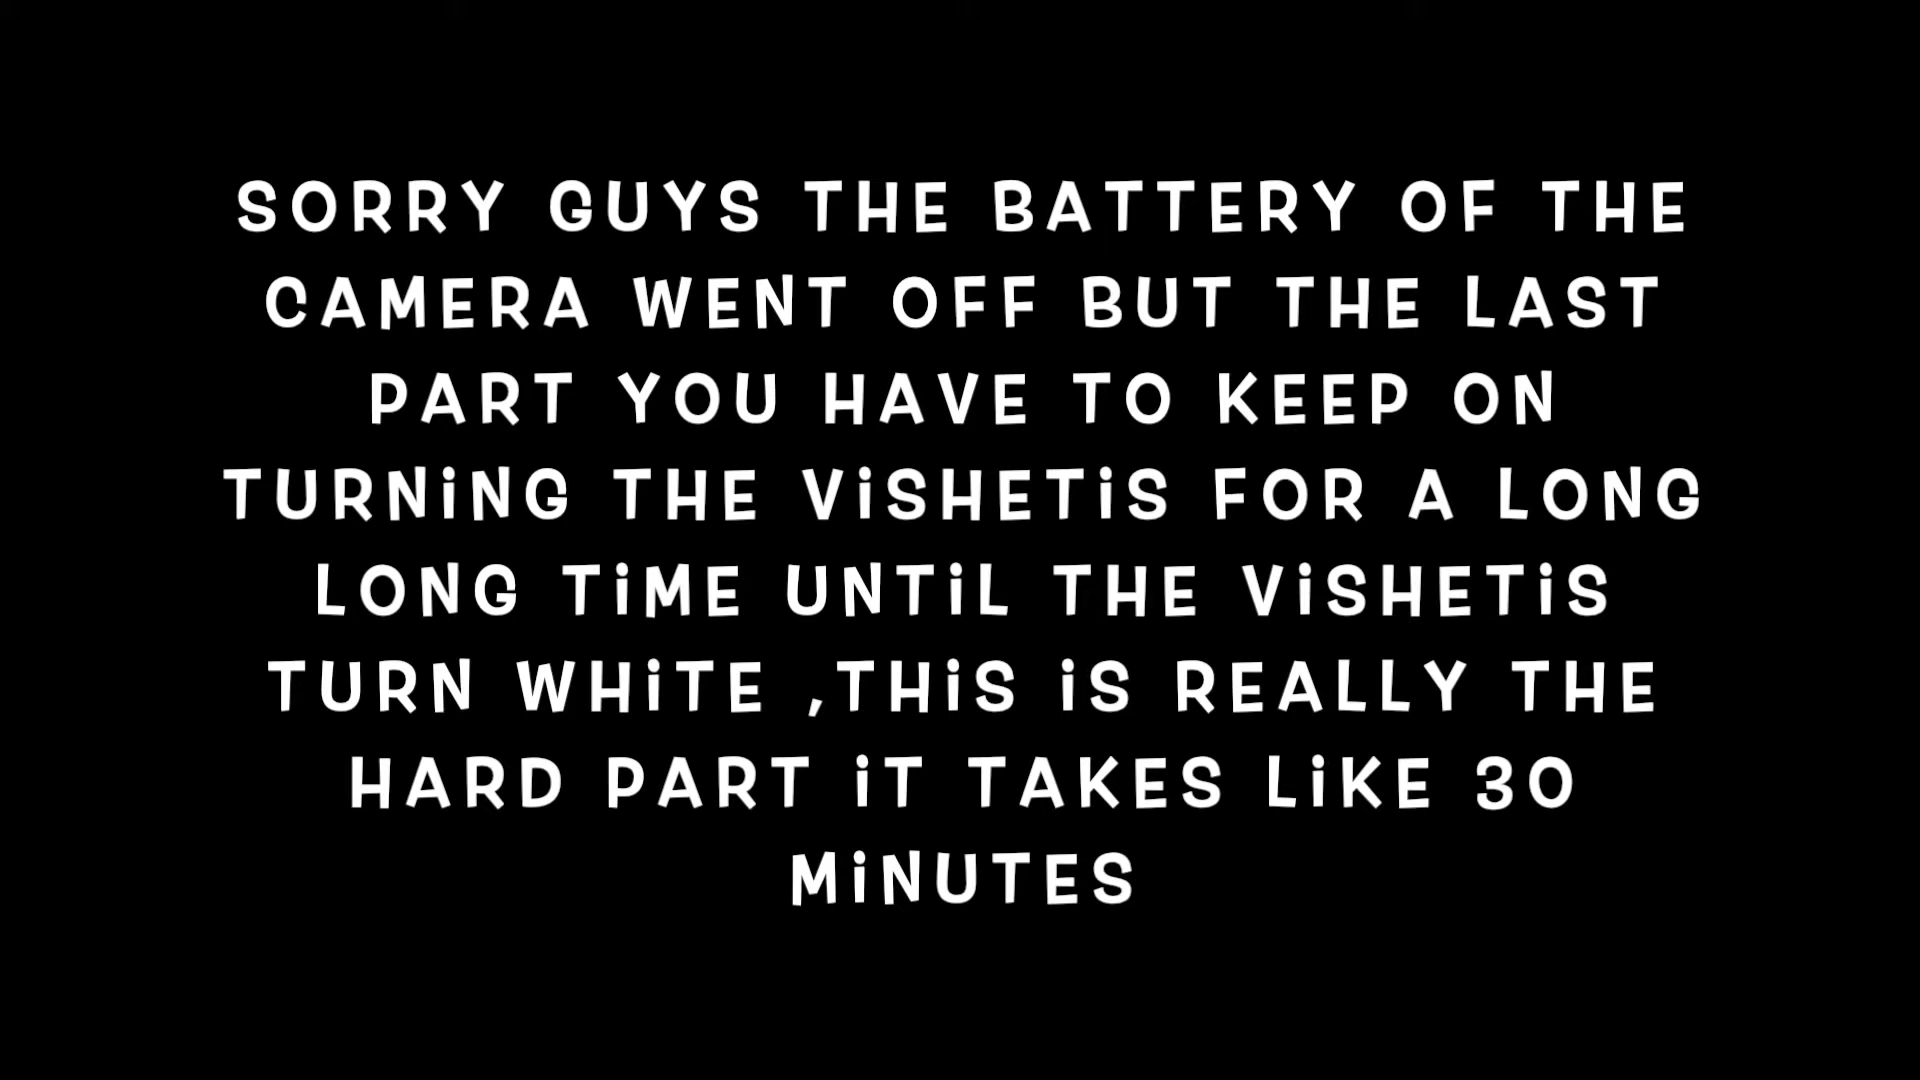 SORRY GUYS THE BATTERY OF THE
CAMERA WENT OFF BUT THE LAST
PART YOU HAVE TO KEEP ON
TURNiNG THE ViSHETiS FOR A LONG
LONG TiME UNTiL THE ViSHETiS
TURN WHiTE ,THiS iS REALLY THE
HARD PART iT TAKES LiKE 30
MiNUTES